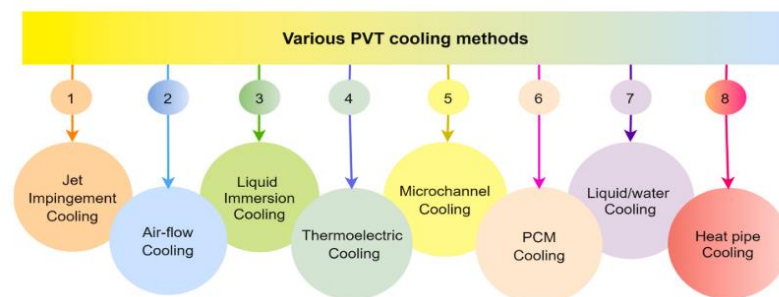 Various PVT cooling methods
1
2
3
4
5
6
7
8
Jet
Impingement
Cooling
Air-flow
Cooling
Liquid
Immersion
Cooling
Thermoelectric
Cooling
Microchannel
Cooling
PCM
Cooling
Liquid/water
Cooling
Heat pipe
Cooling